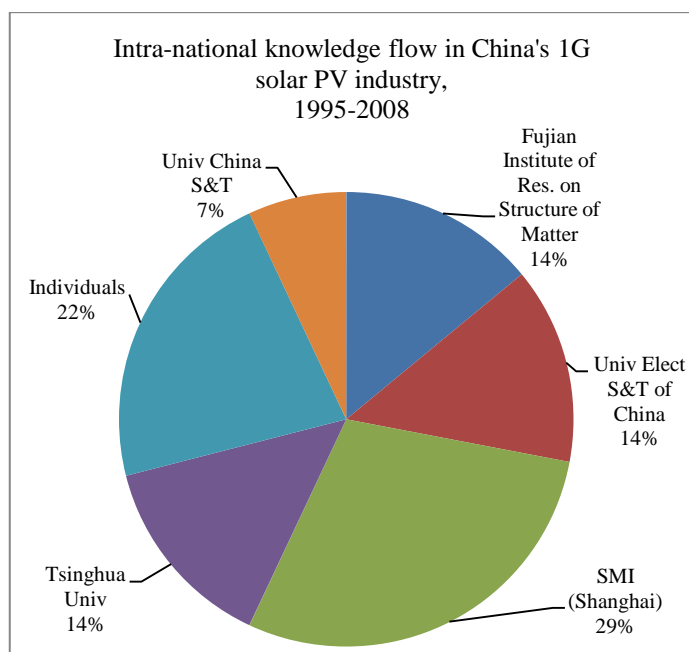 Intra-national knowledge flow in China's 1G
solar PV industry,
1995-2008
Fujian
Institute of
Res. on
Structure of
Matter
14%
Univ Elect
S&T of
China
14%
SMI
(Shanghai)
29%
Tsinghua
Univ
14%
Individuals
22%
Univ China
S&T
7%